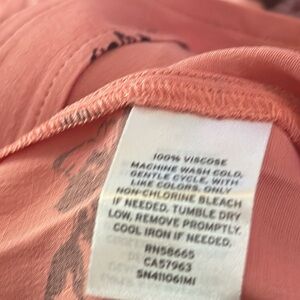 100% VISCOSE
MACHINE WASH COLD,
GENTLE CYCLE, WITH
LIKE COLORS. ONLY
NON-CHLORINE BLEACH
IF NEEDED. TUMBLE DRY
LOW, REMOVE PROMPTLY.
COOL IRON IF NEEDED.
RN58665
CA57963
SN411061MI